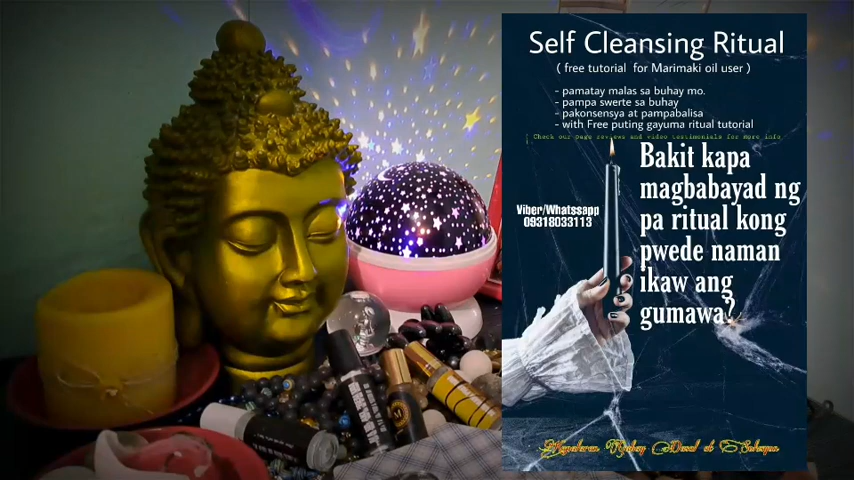 Self Cleansing Ritual
( free tutorial for Marimaki oil user )
- pamatay malas sa buhay mo.
- pampa swerte sa buhay
- pakonsensya at pampabalisa
- with Free puting gayuma ritual tutorial
Check our page reviews and video testimonials for more info
Bakit kapa
magbabayad ng
pa ritual kong
pwede naman
ikaw ang
gumawa?
Viber/Whatssapp
09318033113